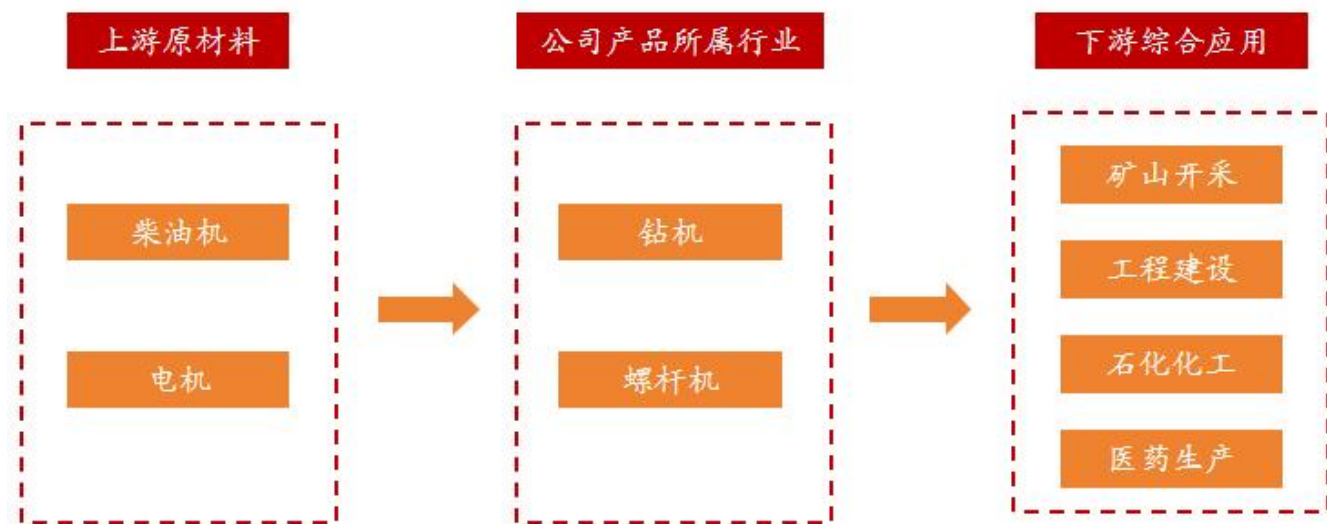 上游原材料
公司产品所属行业
下游综合应用
柴油机
电机
钻机
螺杆机
矿山开采
工程建设
石化化工
医药生产